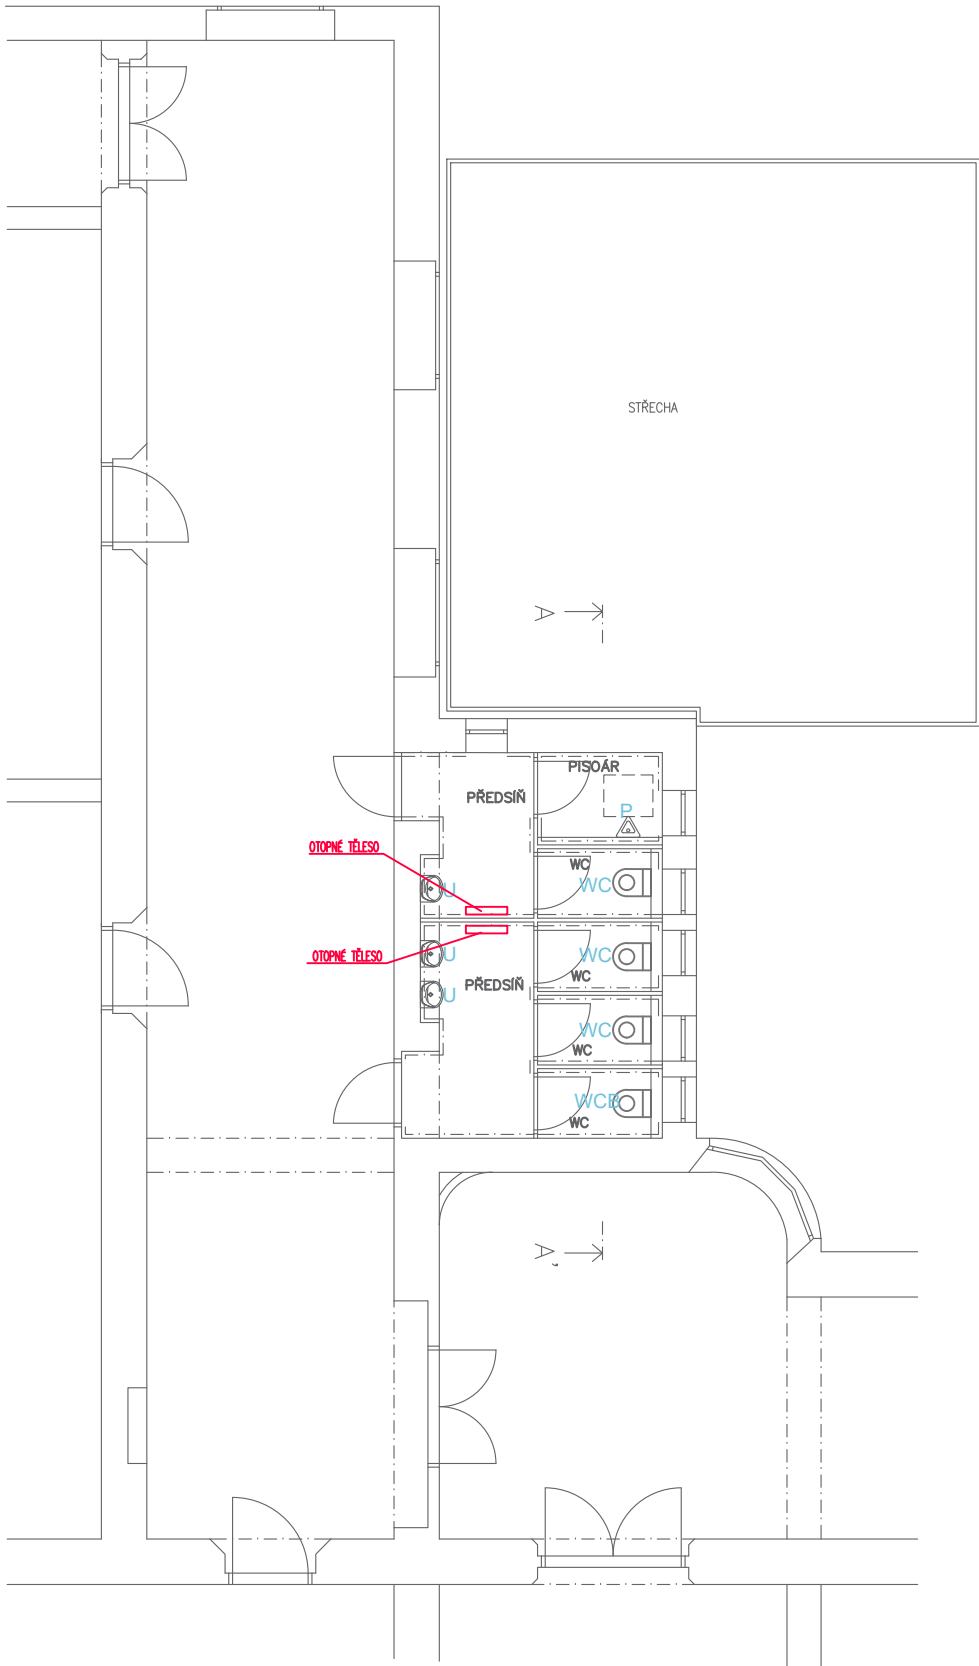 STŘECHA
A
PISOÁR
PŘEDSÍŇ
P
OTOPNÉ TĚLESO
WC
WC
U
OTOPNÉ TĚLESO
U
WC
WC
PŘEDSÍŇ
U
WC
WC
WCB
WC
A'